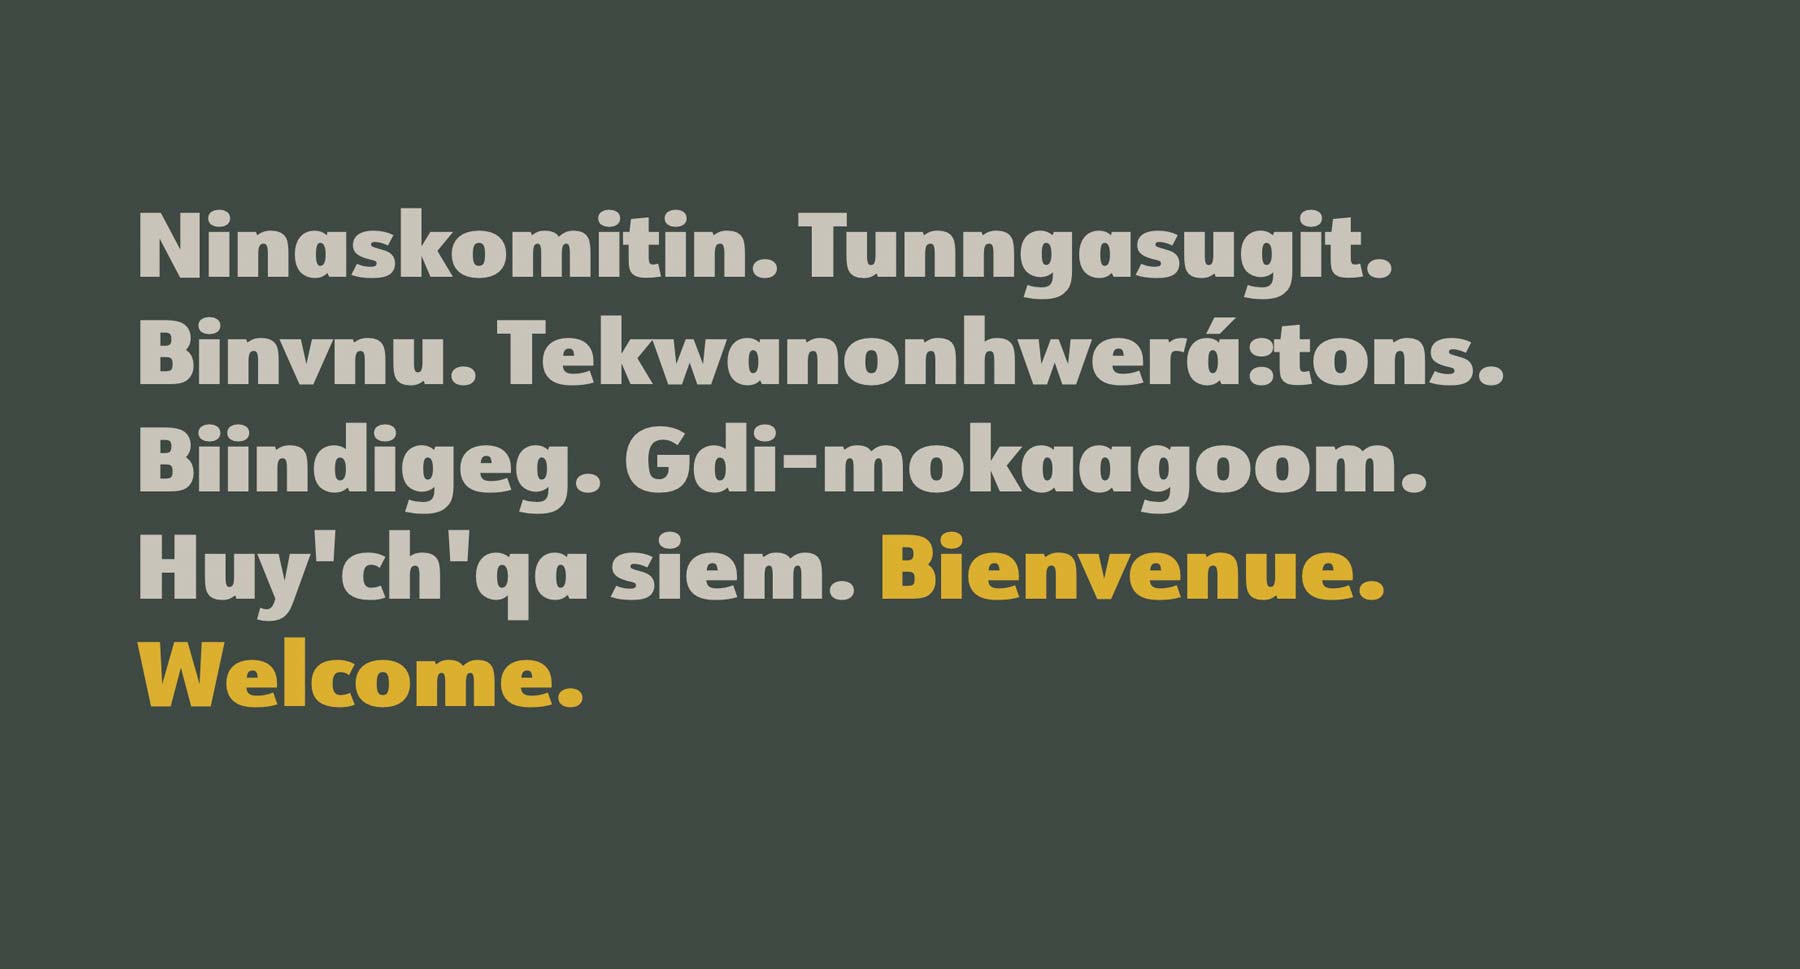 Ninaskomitin. Tunngasugit.
Binvnu. Tekwanonhwerá:tons.
Biindigeg. Gdi-mokaagoom.
Huy'ch'qa siem. Bienvenue.
Welcome.